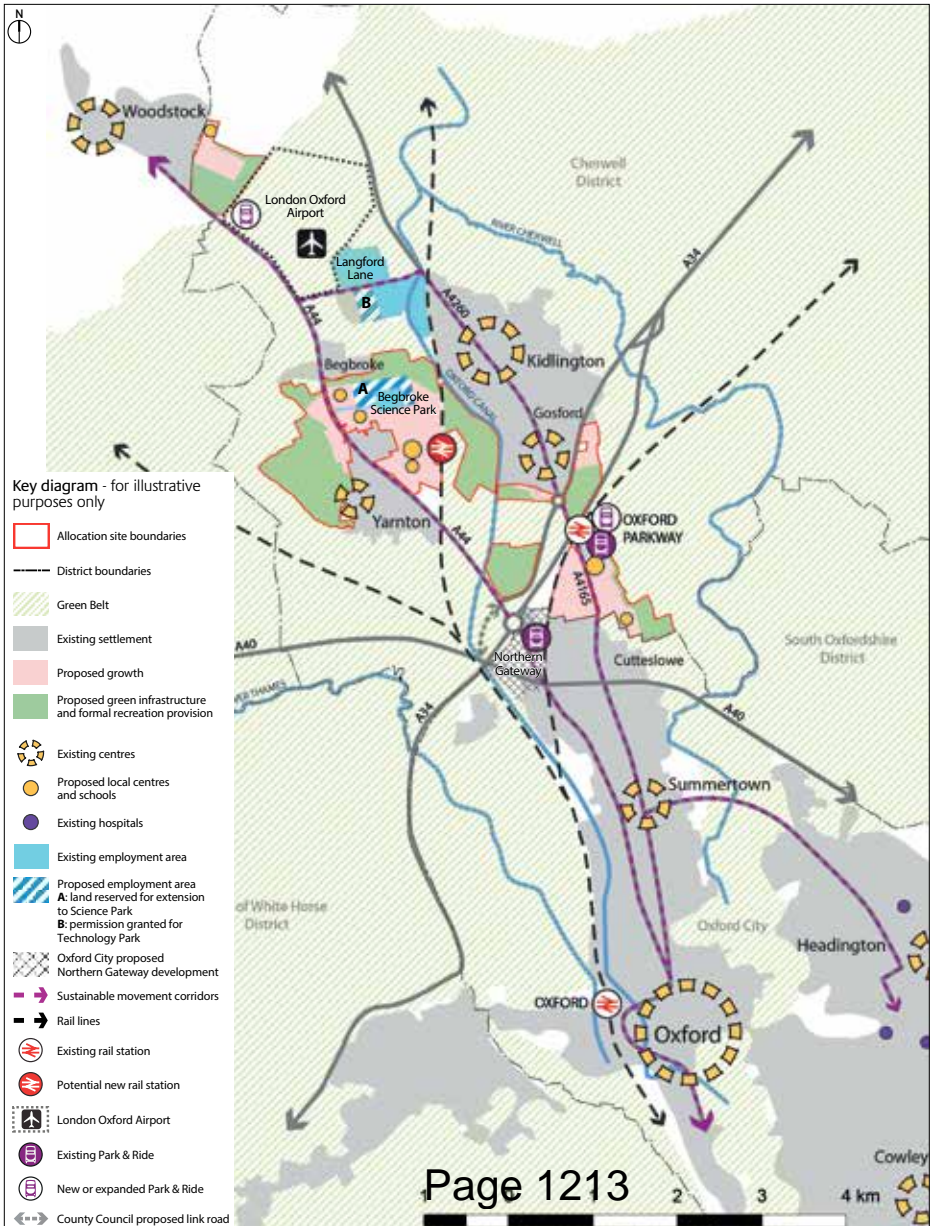 N
Woodstock
Cherwell
District
London Oxford
Airport
RIVER CHERWELL
A34
Langford
Lane
B
A4260
A44
Kidlington
Begbroke
A
Begbroke
Science Park
OXFORD CANAL
Gosford
Yarnton
A44
OXFORD
PARKWAY
A4165
A40
Northern
Gateway
Cutteslowe
South Oxfordshire
District
VER THAMES
A34
A40
Summertown
of White Horse
District
Oxford City
Headington
OXFORD
Oxford
Cowley
Key diagram - for illustrative
purposes only
Allocation site boundaries
District boundaries
Green Belt
Existing settlement
Proposed growth
Proposed green infrastructure
and formal recreation provision
Existing centres
Proposed local centres
and schools
Existing hospitals
Existing employment area
Proposed employment area
A: land reserved for extension
to Science Park
B: permission granted for
Technology Park
Oxford City proposed
Northern Gateway development
Sustainable movement corridors
Rail lines
Existing rail station
Potential new rail station
London Oxford Airport
Existing Park & Ride
New or expanded Park & Ride
County Council proposed link road
Page 1213
1 0 1 2 3 4 km